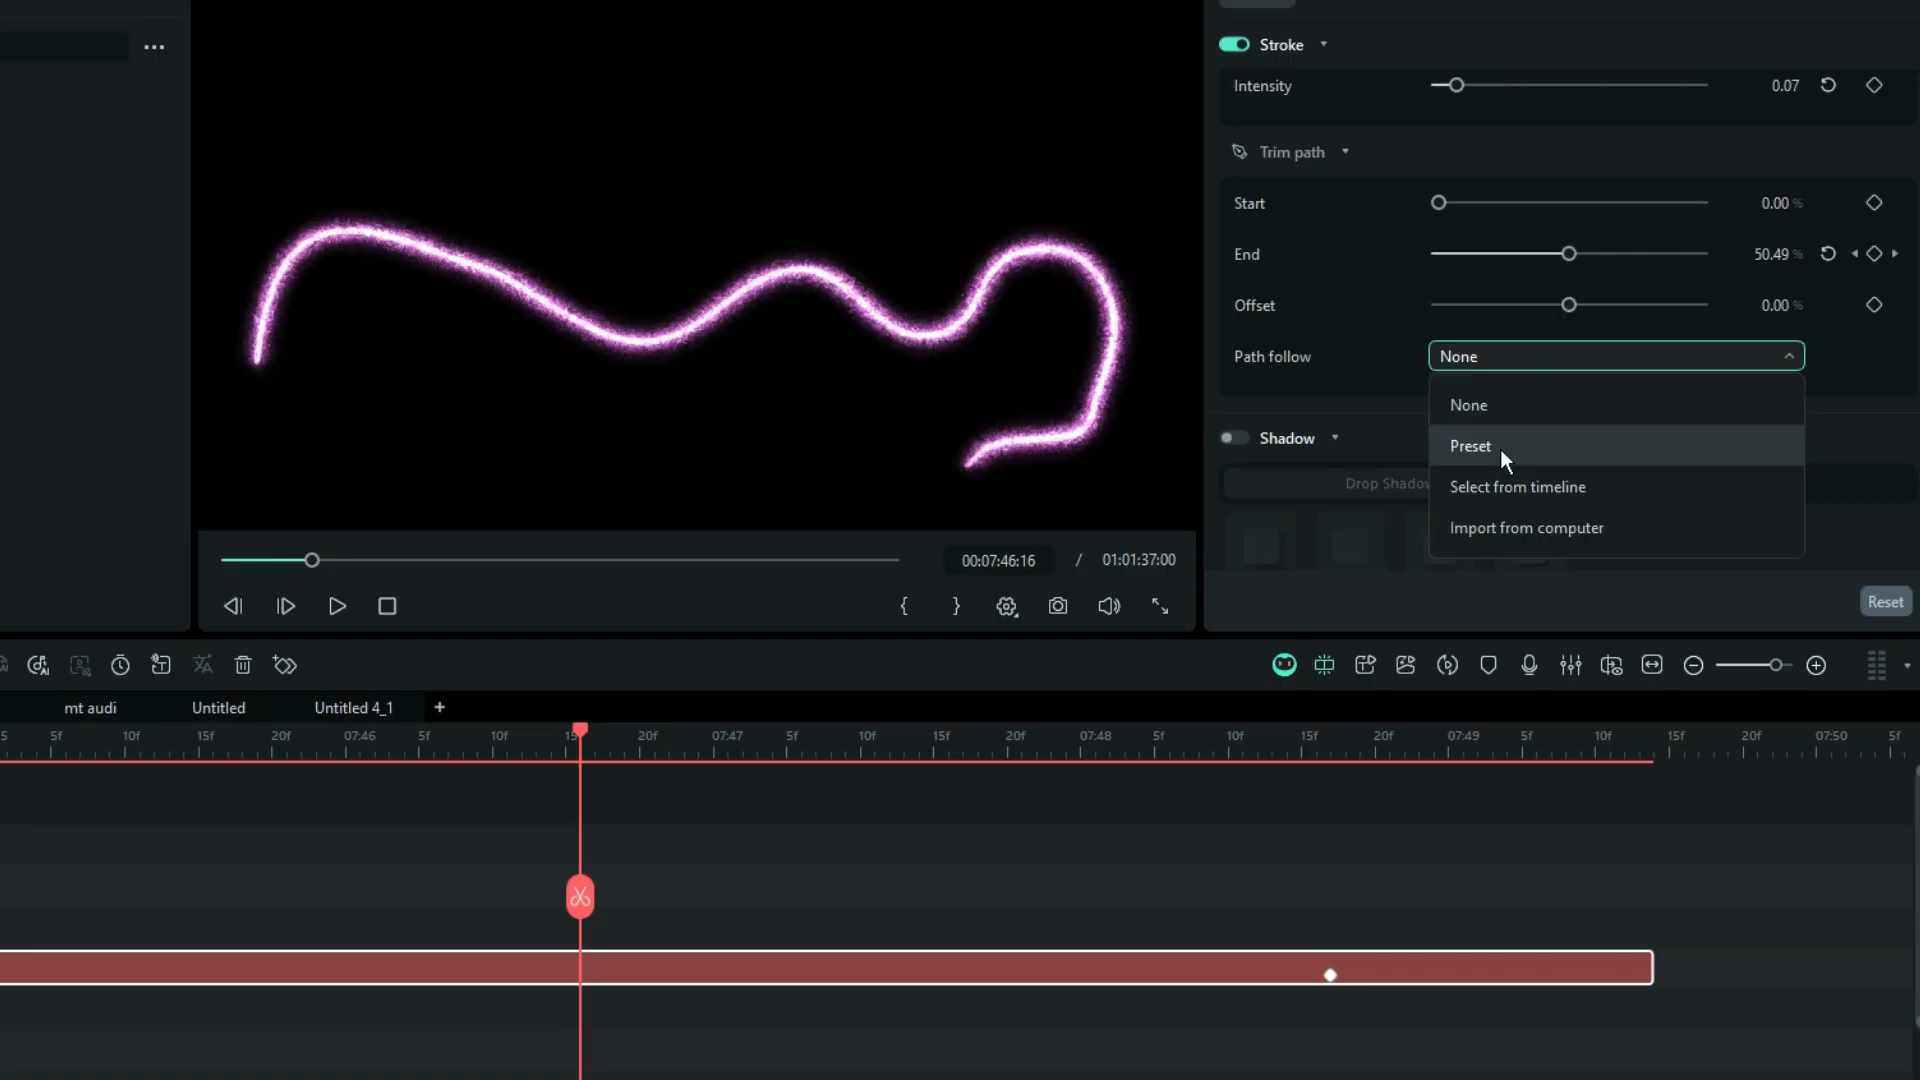 Stroke
Intensity 0.07
Trim path
Start 0.00 %
End 50.49 %
Offset 0.00 %
Path follow None
None
Preset
Select from timeline
Import from computer
Shadow
Drop Shadow
Reset
00:07:46:16 / 01:01:37:00
mt audi Untitled Untitled 4_1 +
5 5f 10f 15f 20f 07:46 5f 10f 20f 07:47 5f 10f 15f 20f 07:48 5f 10f 15f 20f 07:49 5f 10f 15f 20f 07:50 5f